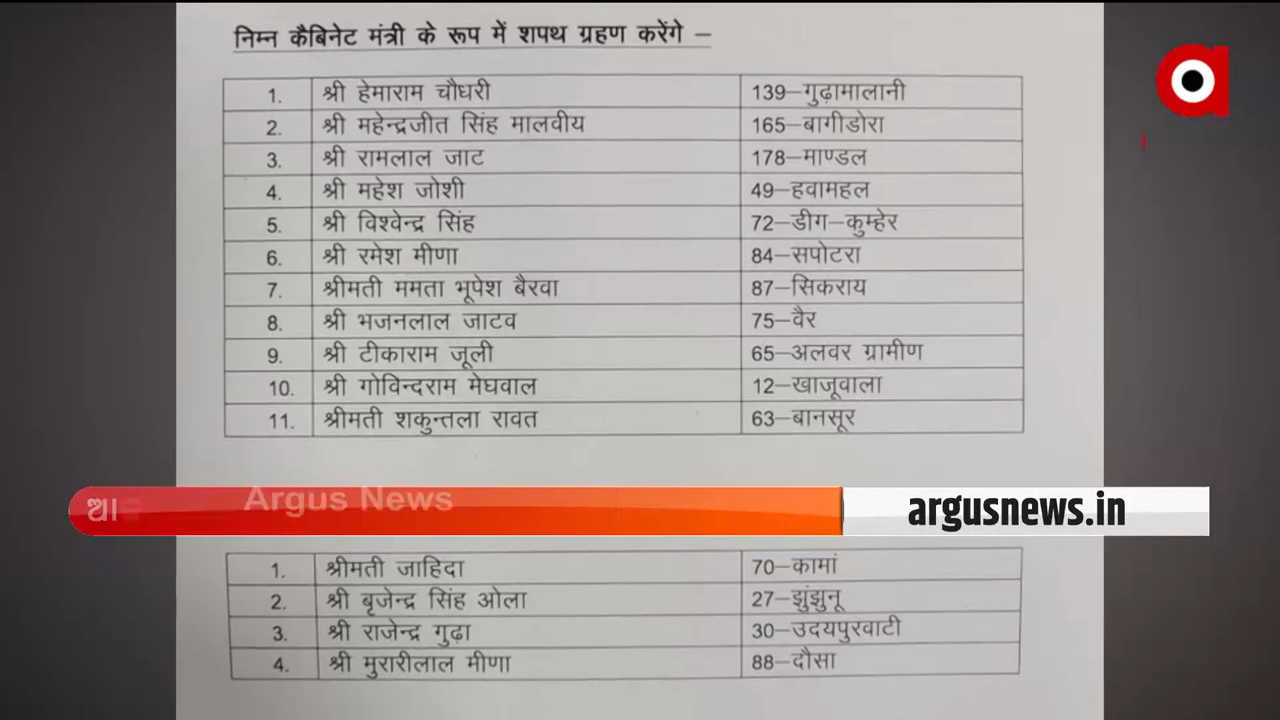 निम्न कैबिनेट मंत्री के रूप में शपथ ग्रहण करेंगे –
1. श्री हेमाराम चौधरी 139–गुढ़ामालानी
2. श्री महेन्द्रजीत सिंह मालवीय 165–बागीडोरा
3. श्री रामलाल जाट 178–माण्डल
4. श्री महेश जोशी 49–हवामहल
5. श्री विश्वेन्द्र सिंह 72–डीग–कुम्हेर
6. श्री रमेश मीणा 84–सपोटरा
7. श्रीमती ममता भूपेश बैरवा 87–सिकराय
8. श्री भजनलाल जाटव 75–वैर
9. श्री टीकाराम जूली 65–अलवर ग्रामीण
10. श्री गोविन्दराम मेघवाल 12–खाजूवाला
11. श्रीमती शकुन्तला रावत 63–बानसूर
Argus News argusnews.in
1. श्रीमती जाहिदा 70–कामां
2. श्री बृजेन्द्र सिंह ओला 27–झुंझुनू
3. श्री राजेन्द्र गुढ़ा 30–उदयपुरवाटी
4. श्री मुरारीलाल मीणा 88–दौसा